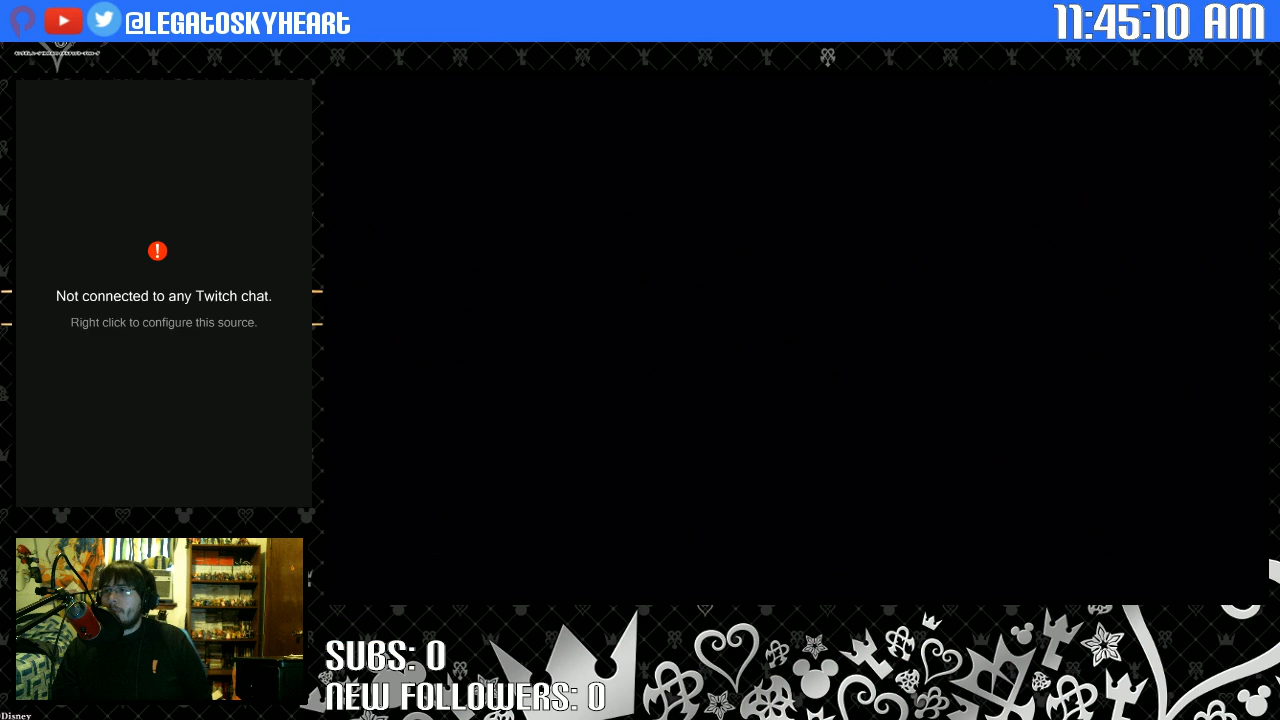 @LEGATOSKYHEART
11:45:10 AM
Not connected to any Twitch chat.
Right click to configure this source.
SUBS: 0
NEW FOLLOWERS: 0
Disney